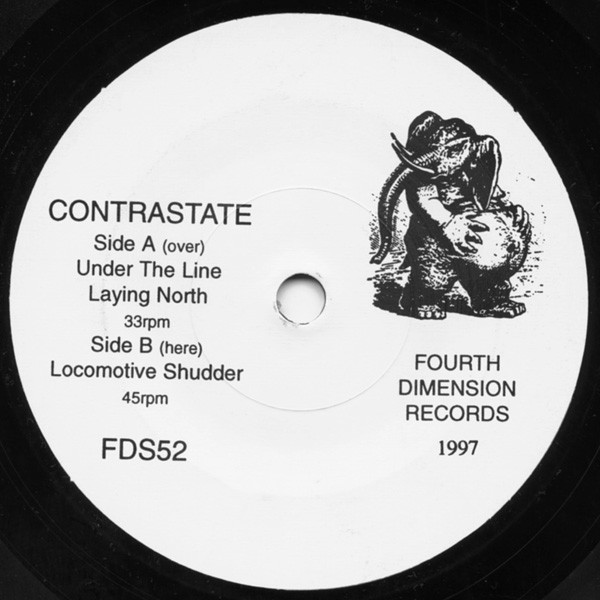 CONTRASTATE
Side A (over)
Under The Line
Laying North
33rpm
Side B (here)
Locomotive Shudder
45rpm
FDS52
FOURTH
DIMENSION
RECORDS
1997